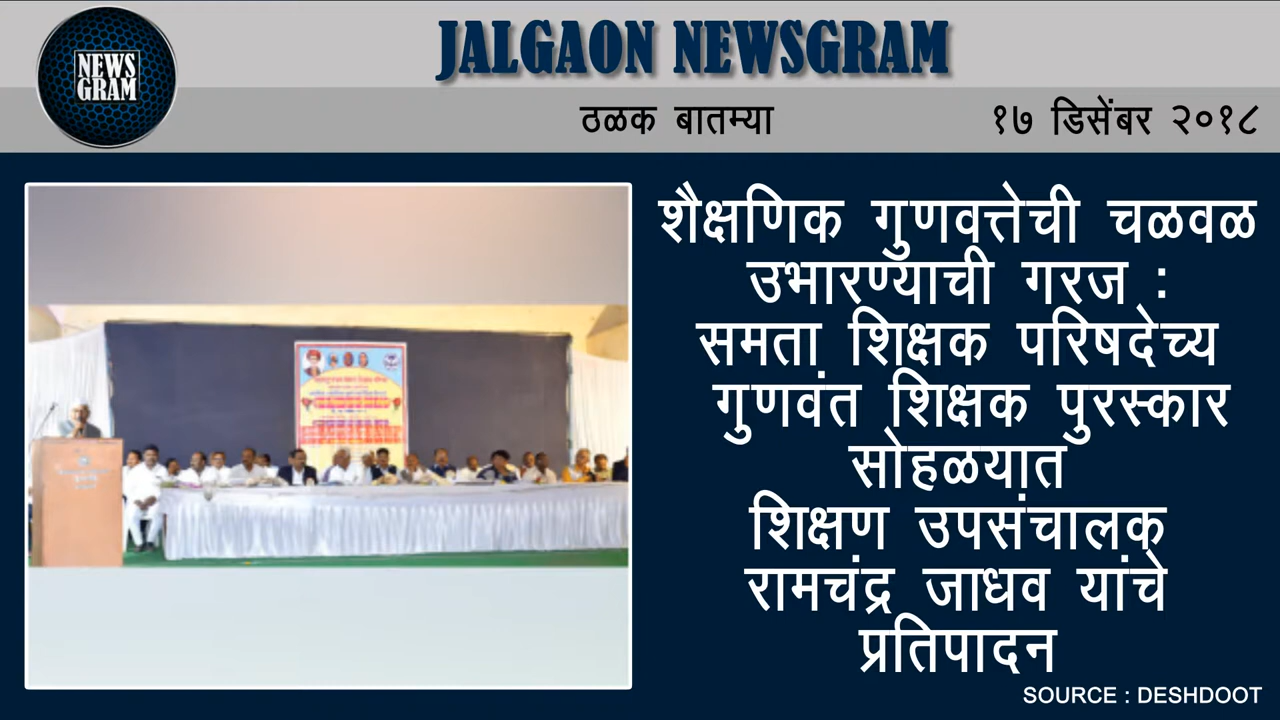 NEWS
GRAM
JALGAON NEWSGRAM
ठळक बातम्या
१७ डिसेंबर २०१८
शैक्षणिक गुणवत्तेची चळवळ
उभारण्याची गरज :
समता शिक्षक परिषदेच्य
गुणवंत शिक्षक पुरस्कार
सोहळयात
शिक्षण उपसंचालक
रामचंद्र जाधव यांचे
प्रतिपादन
SOURCE : DESHDOOT